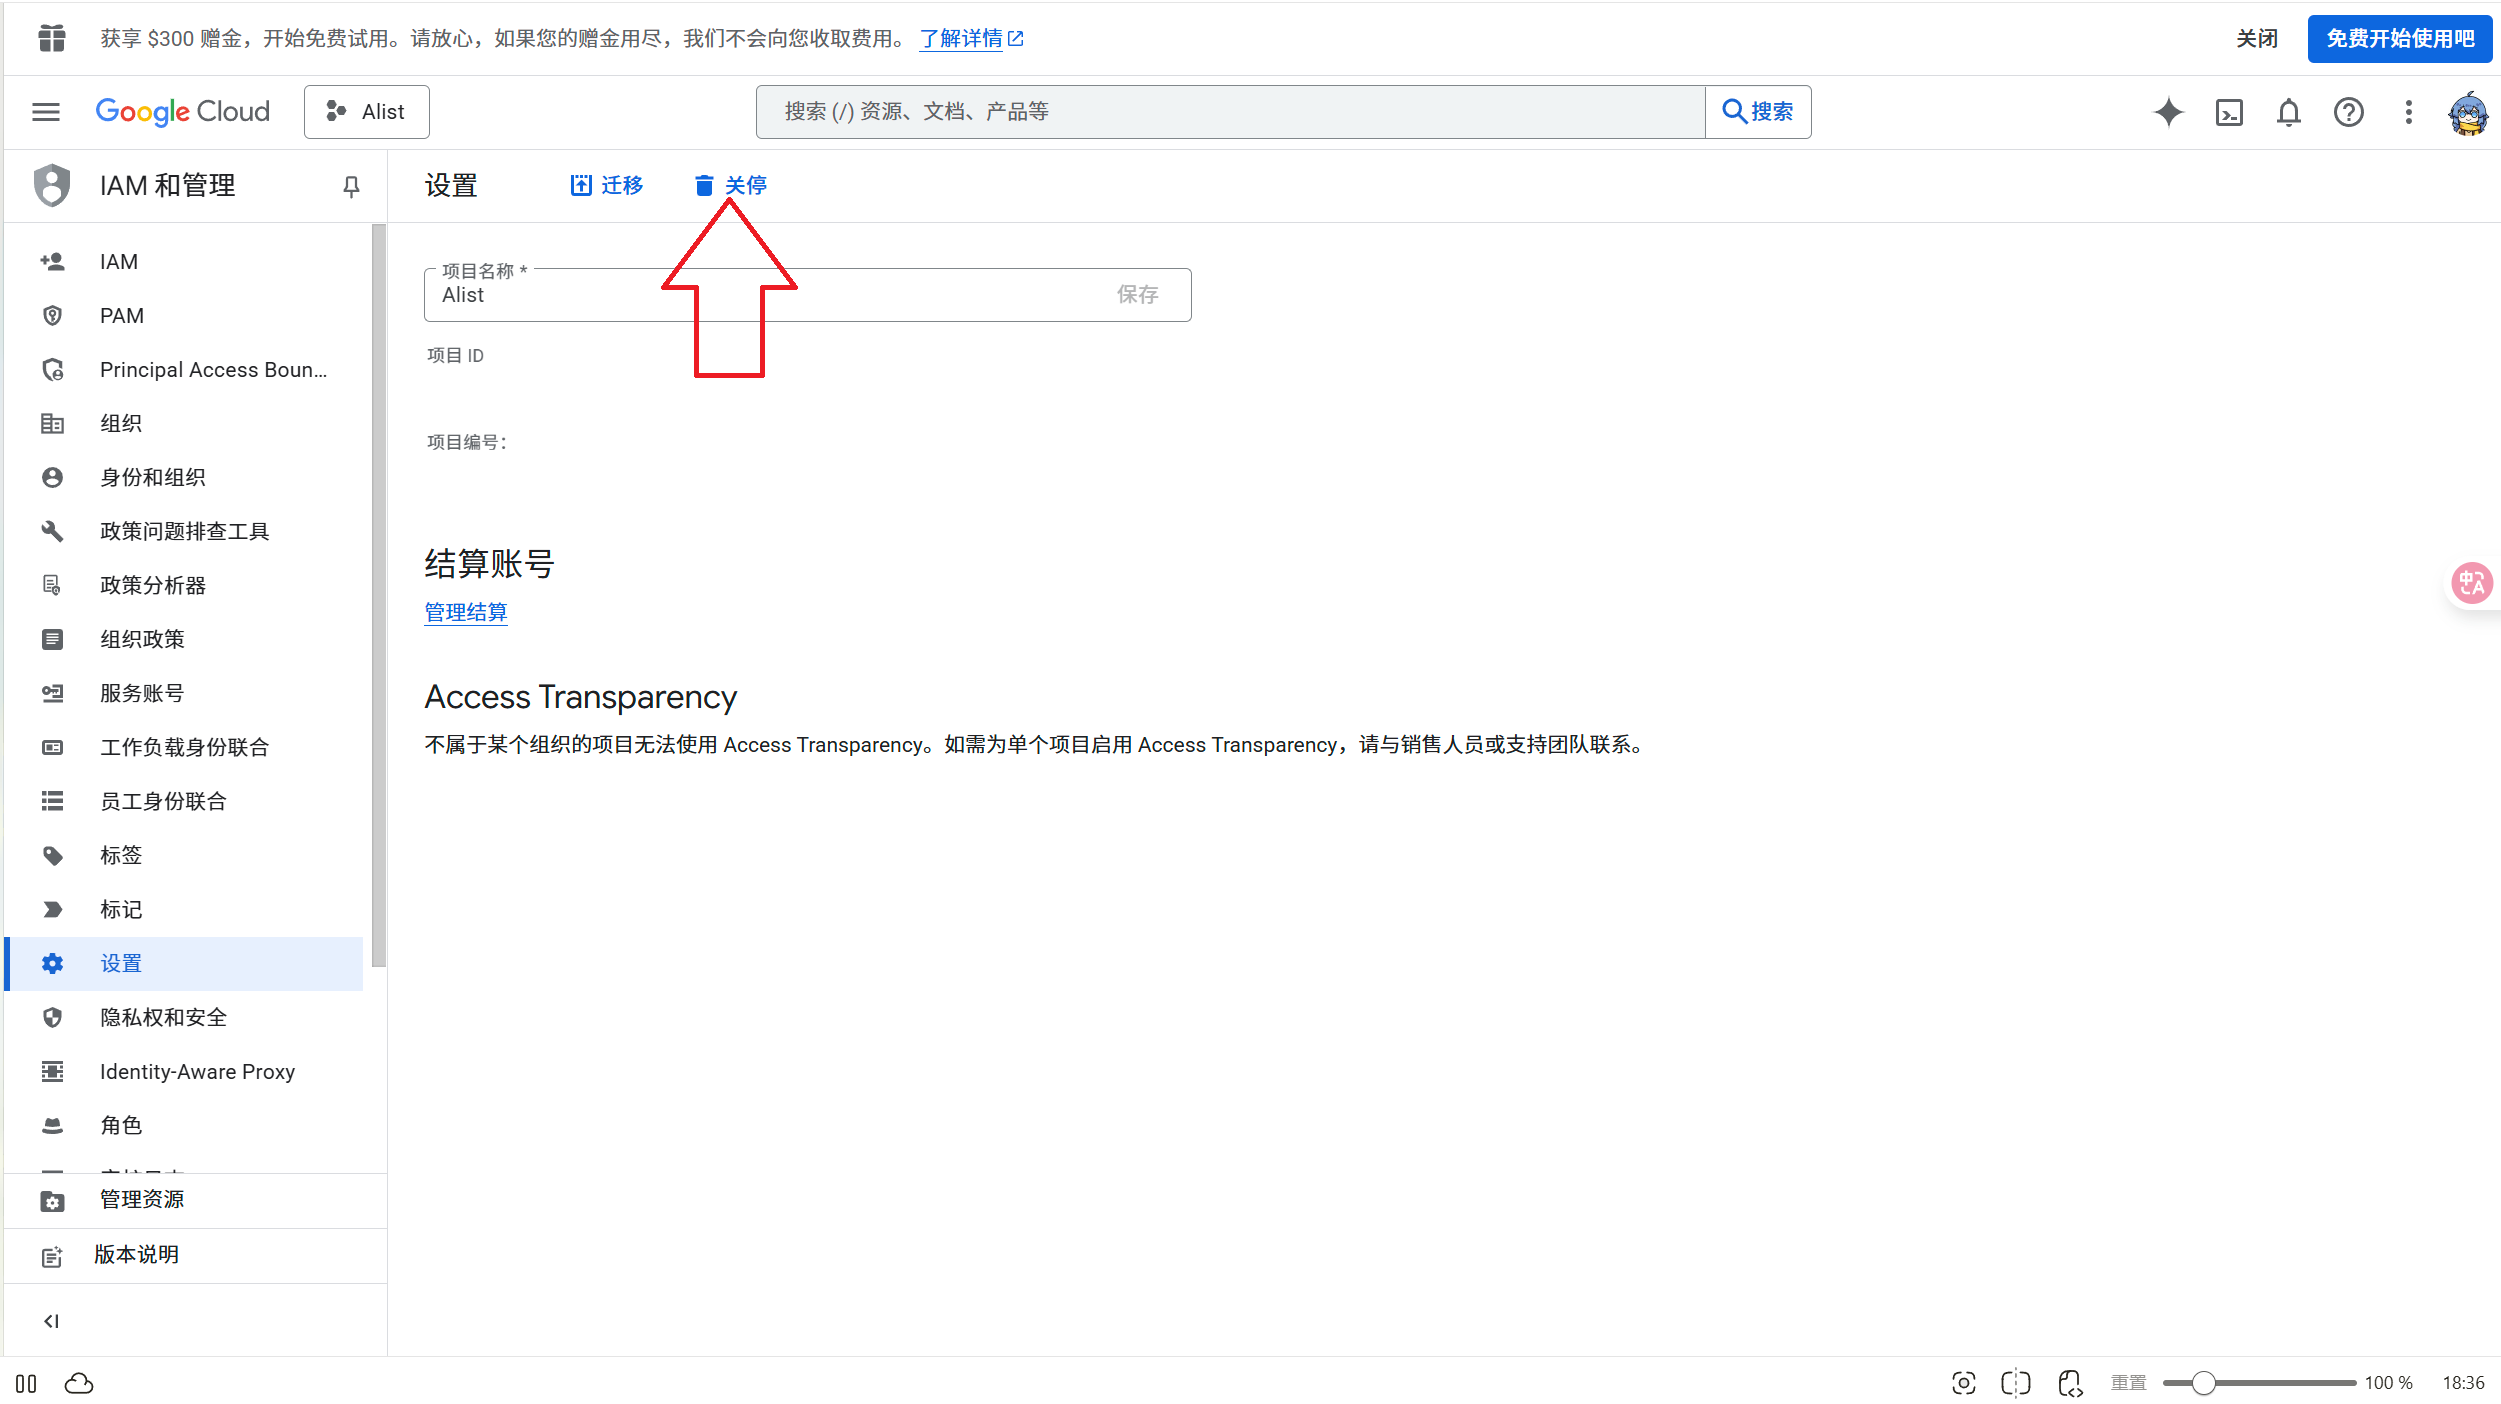 获享 $300 赠金，开始免费试用。请放心，如果您的赠金用尽，我们不会向您收取费用。 了解详情
关闭
免费开始使用吧
Google Cloud
Alist
搜索 (/) 资源、文档、产品等
搜索
IAM 和管理
设置
迁移
关停
IAM
PAM
Principal Access Boun...
组织
身份和组织
政策问题排查工具
政策分析器
组织政策
服务账号
工作负载身份联合
员工身份联合
标签
标记
设置
隐私权和安全
Identity-Aware Proxy
角色
管理资源
版本说明
项目名称 *
Alist
保存
项目 ID
项目编号：
结算账号
管理结算
Access Transparency
不属于某个组织的项目无法使用 Access Transparency。如需为单个项目启用 Access Transparency，请与销售人员或支持团队联系。
中A
重置
100 %
18:36